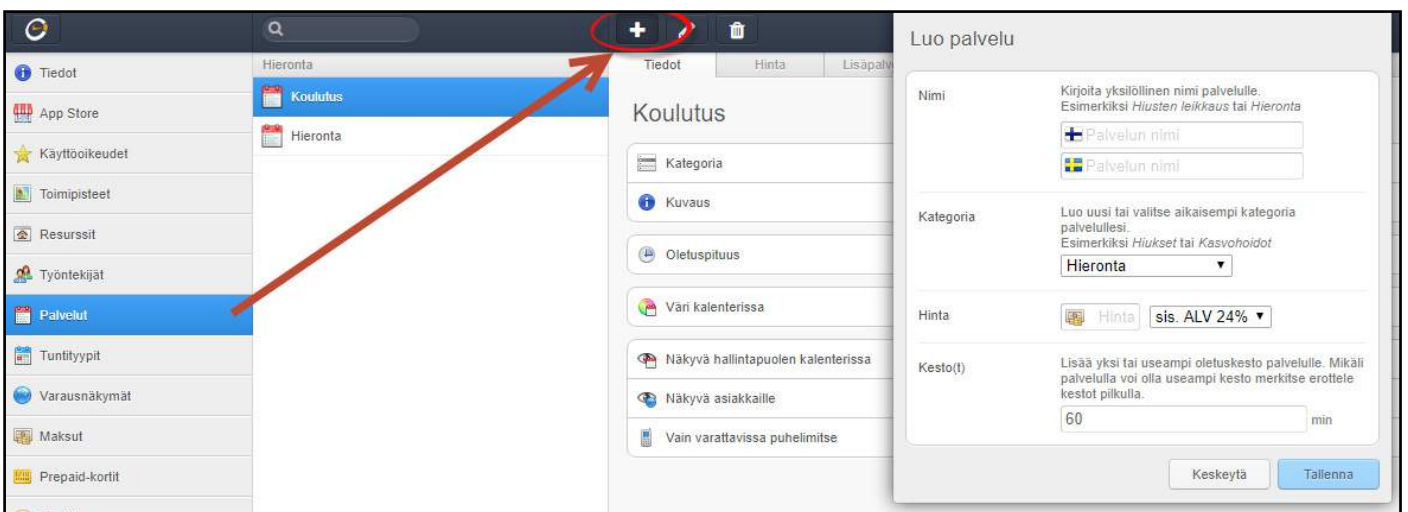 Tiedot
App Store
Käyttöoikeudet
Toimipisteet
Resurssit
Työntekijät
Palvelut
Tuntityypit
Varausnäkymät
Maksut
Prepaid-kortit
Hieronta
Koulutus
Hieronta
Tiedot
Hinta
Koulutus
Kategoria
Kuvaus
Oletuspituus
Väri kalenterissa
Näkyvä hallintapuolen kalenterissa
Näkyvä asiakkaille
Vain varattavissa puhelimitse
Luo palvelu
Nimi
Kirjoita yksilöllinen nimi palvelulle.
Esimerkiksi Hiusten leikkaus tai Hieronta
Palvelun nimi
Palvelun nimi
Kategoria
Luo uusi tai valitse aikaisempi kategoria
palvelullesi.
Esimerkiksi Hiukset tai Kasvohoidot
Hieronta
Hinta
Hinta
sis. ALV 24%
Kesto(t)
Lisää yksi tai useampi oletuskesto palvelulle. Mikäli
palvelulla voi olla useampi kesto merkitse erottele
kestot pilkulla.
60 min
Keskeytä
Tallenna